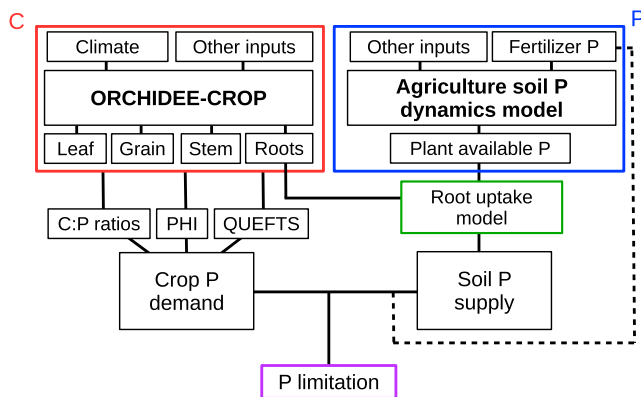 C
P
Climate
Other inputs
Other inputs
Fertilizer P
ORCHIDEE-CROP
Agriculture soil P
dynamics model
Leaf
Grain
Stem
Roots
Plant available P
Root uptake
model
C:P ratios
PHI
QUEFTS
Crop P
demand
Soil P
supply
P limitation